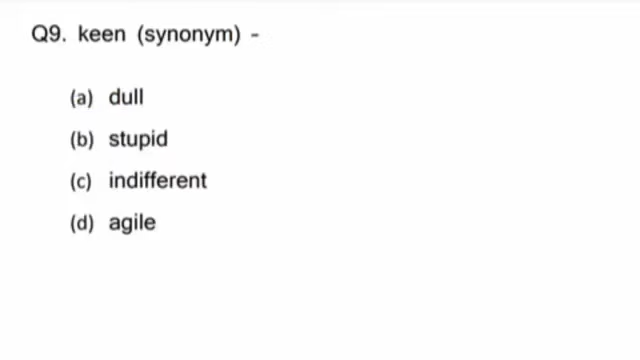 Q9. keen (synonym) -
(a) dull
(b) stupid
(c) indifferent
(d) agile